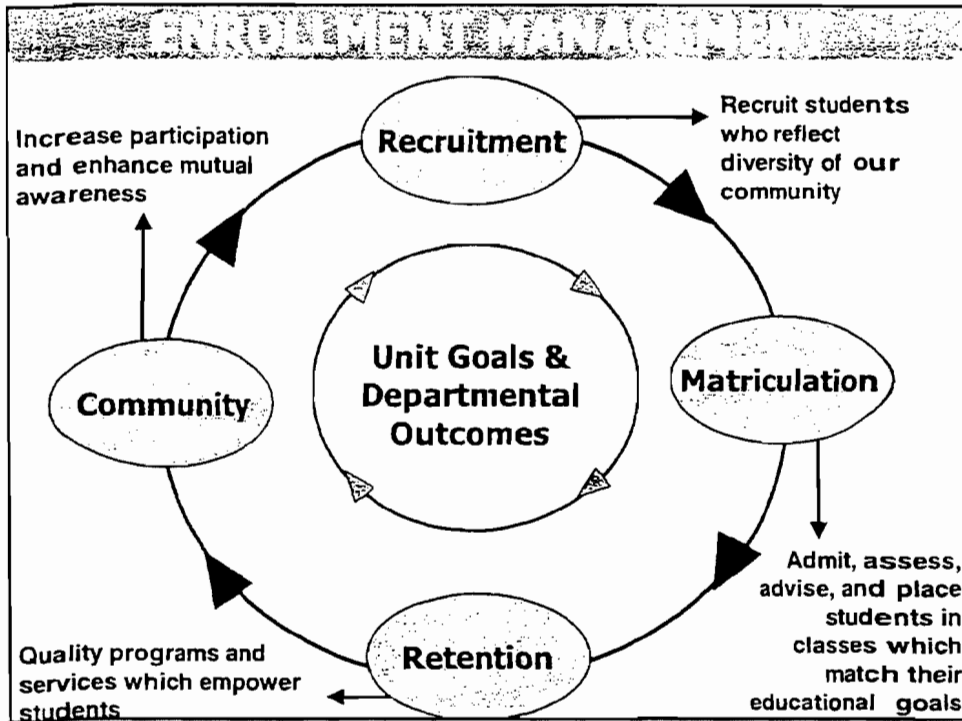 ENROLLMENT MANAGEMENT
Recruitment
Recruit students
who reflect
diversity of our
community
Increase participation
and enhance mutual
awareness
Community
Unit Goals &
Departmental
Outcomes
Matriculation
Admit, assess,
advise, and place
students in
classes which
match their
educational goals
Retention
Quality programs and
services which empower
students